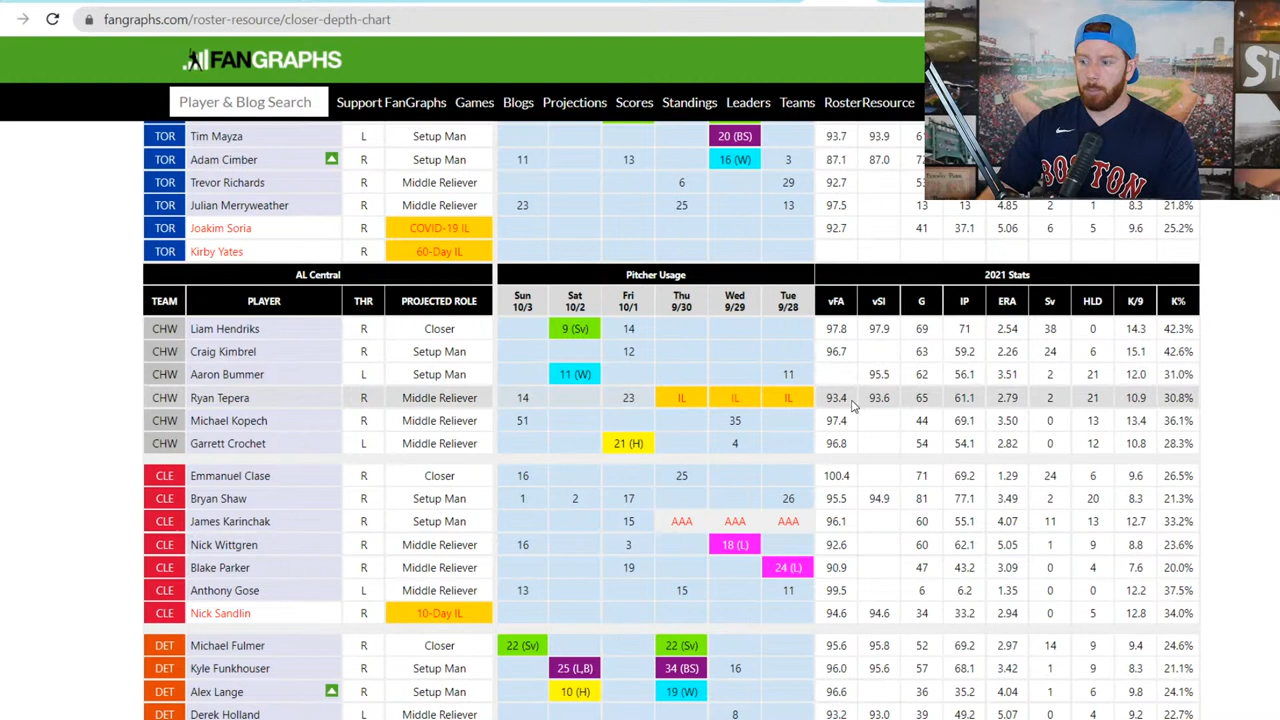 fangraphs.com/roster-resource/closer-depth-chart
FANGRAPHS
Player & Blog Search Support FanGraphs Games Blogs Projections Scores Standings Leaders Teams RosterResource
TOR Tim Mayza L Setup Man 20 (BS) 93.7 93.9
TOR Adam Cimber R Setup Man 11 13 16 (W) 3 87.1 87.0
TOR Trevor Richards R Middle Reliever 6 29 92.7
TOR Julian Merryweather R Middle Reliever 23 25 13 97.5 13 13 4.85 2 1 8.3 21.8%
TOR Joakim Soria R COVID-19 IL 92.7 41 37.1 5.06 6 5 9.6 25.2%
TOR Kirby Yates R 60-Day IL
AL Central Pitcher Usage 2021 Stats
TEAM PLAYER THR PROJECTED ROLE Sun 10/3 Sat 10/2 Fri 10/1 Thu 9/30 Wed 9/29 Tue 9/28 vFA vSI G IP ERA Sv HLD K/9 K%
CHW Liam Hendriks R Closer 9 (Sv) 14 97.8 97.9 69 71 2.54 38 0 14.3 42.3%
CHW Craig Kimbrel R Setup Man 12 96.7 63 59.2 2.26 24 6 15.1 42.6%
CHW Aaron Bummer L Setup Man 11 (W) 11 95.5 62 56.1 3.51 2 21 12.0 31.0%
CHW Ryan Tepera R Middle Reliever 14 23 IL IL IL 93.4 93.6 65 61.1 2.79 2 21 10.9 30.8%
CHW Michael Kopech R Middle Reliever 51 35 97.4 44 69.1 3.50 0 13 13.4 36.1%
CHW Garrett Crochet L Middle Reliever 21 (H) 4 96.8 54 54.1 2.82 0 12 10.8 28.3%
CLE Emmanuel Clase R Closer 16 25 100.4 71 69.2 1.29 24 6 9.6 26.5%
CLE Bryan Shaw R Setup Man 1 2 17 26 95.5 94.9 81 77.1 3.49 2 20 8.3 21.3%
CLE James Karinchak R Setup Man 15 AAA AAA AAA 96.1 60 55.1 4.07 11 13 12.7 33.2%
CLE Nick Wittgren R Middle Reliever 16 3 18 (L) 92.6 60 62.1 5.05 1 9 8.8 23.6%
CLE Blake Parker R Middle Reliever 19 24 (L) 90.9 47 43.2 3.09 0 4 7.6 20.0%
CLE Anthony Gose L Middle Reliever 13 15 11 99.5 6 6.2 1.35 0 0 12.2 37.5%
CLE Nick Sandlin R 10-Day IL 94.6 94.6 34 33.2 2.94 0 5 12.8 34.0%
DET Michael Fulmer R Closer 22 (Sv) 22 (Sv) 95.6 95.8 52 69.2 2.97 14 9 9.4 24.6%
DET Kyle Funkhouser R Setup Man 25 (L,B) 34 (BS) 16 96.0 95.6 57 68.1 3.42 1 9 8.3 21.1%
DET Alex Lange R Setup Man 10 (H) 19 (W) 96.6 36 35.2 4.04 1 6 9.8 24.1%
DET Derek Holland L Middle Reliever 8 93.2 93.0 39 49.2 5.07 0 4 9.2 22.7%
BOSTON